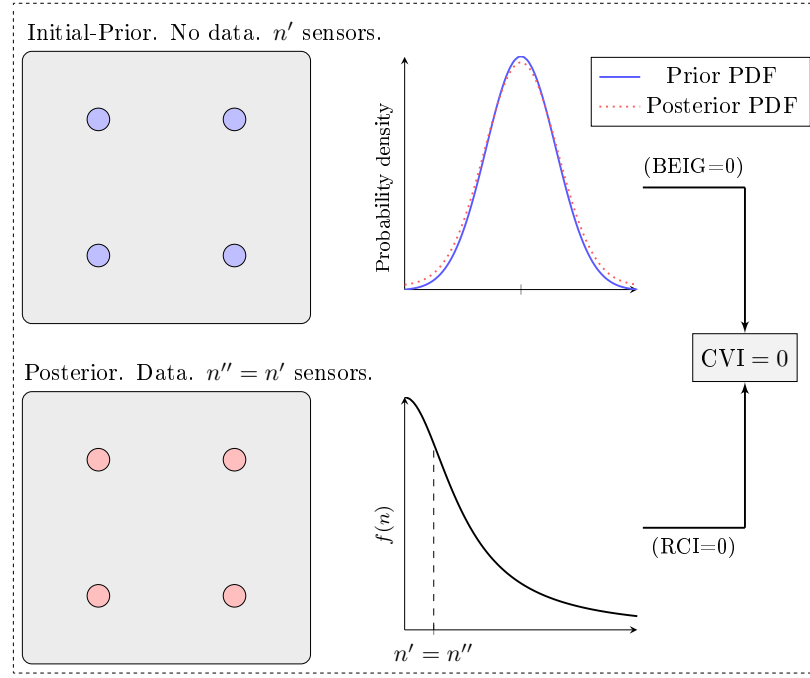 Initial-Prior. No data. n′ sensors.
Probability density
Prior PDF
Posterior PDF
(BEIG=0)
CVI = 0
Posterior. Data. n″ = n′ sensors.
f(n)
(RCI=0)
n′ = n″